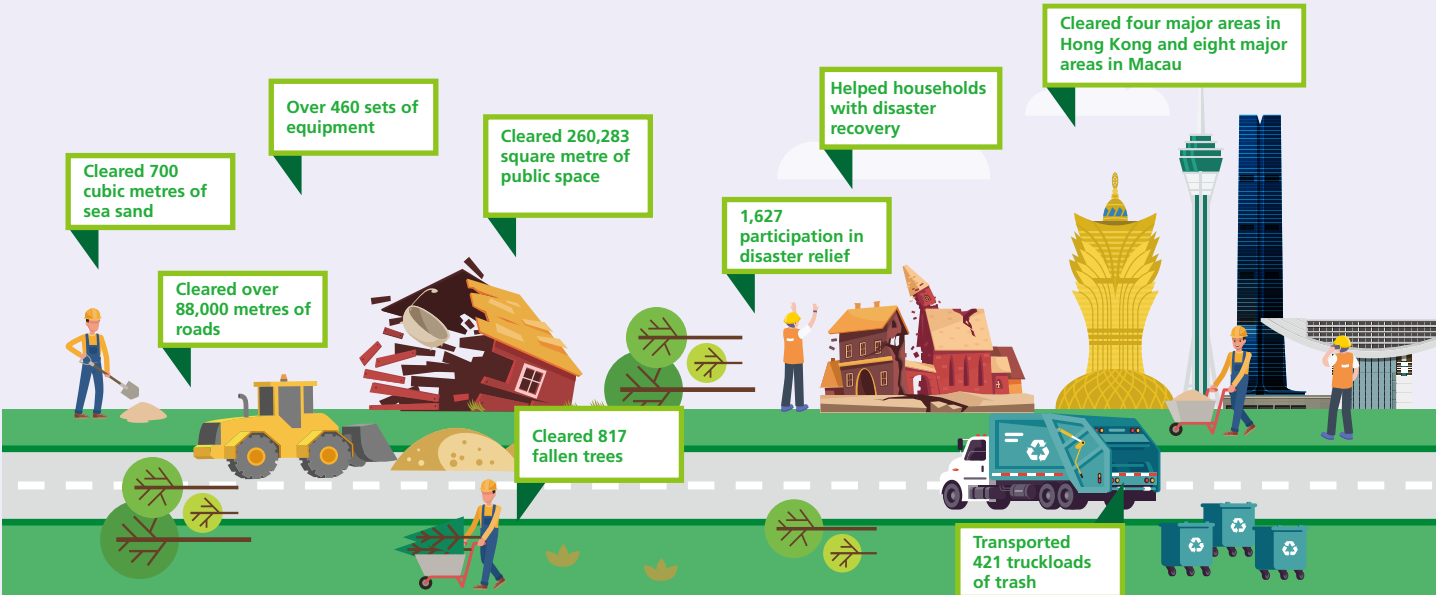 Cleared four major areas in
Hong Kong and eight major
areas in Macau
Helped households
with disaster
recovery
Over 460 sets of
equipment
Cleared 260,283
square metre of
public space
Cleared 700
cubic metres of
sea sand
1,627
participation in
disaster relief
Cleared over
88,000 metres of
roads
Cleared 817
fallen trees
Transported
421 truckloads
of trash